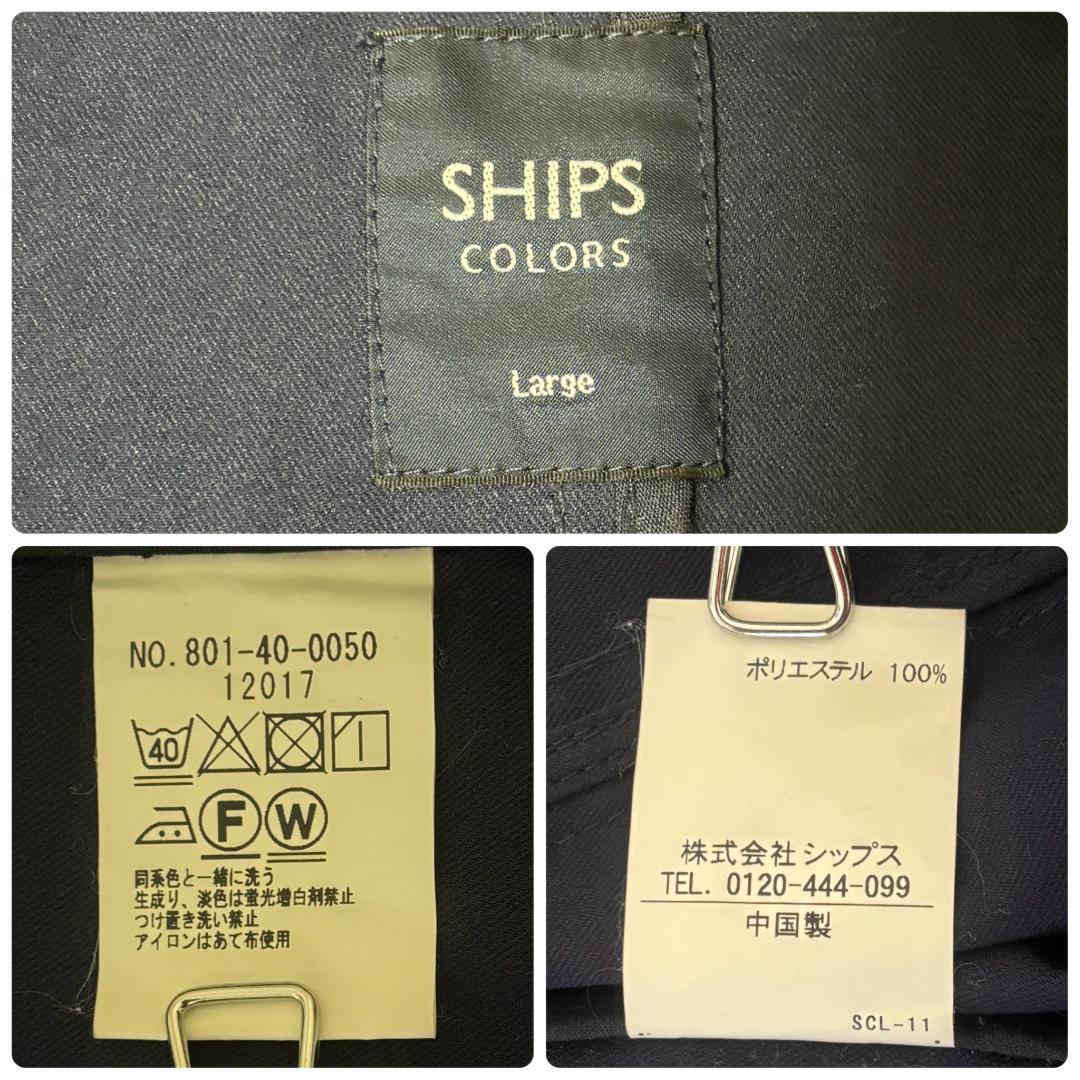 SHIPS
COLORS
Large
NO. 801-40-0050
12017
40
F W
同系色と一緒に洗う
生成り、淡色は蛍光増白剤禁止
つけ置き洗い禁止
アイロンはあて布使用
ポリエステル 100%
株式会社シップス
TEL. 0120-444-099
中国製
SCL-11